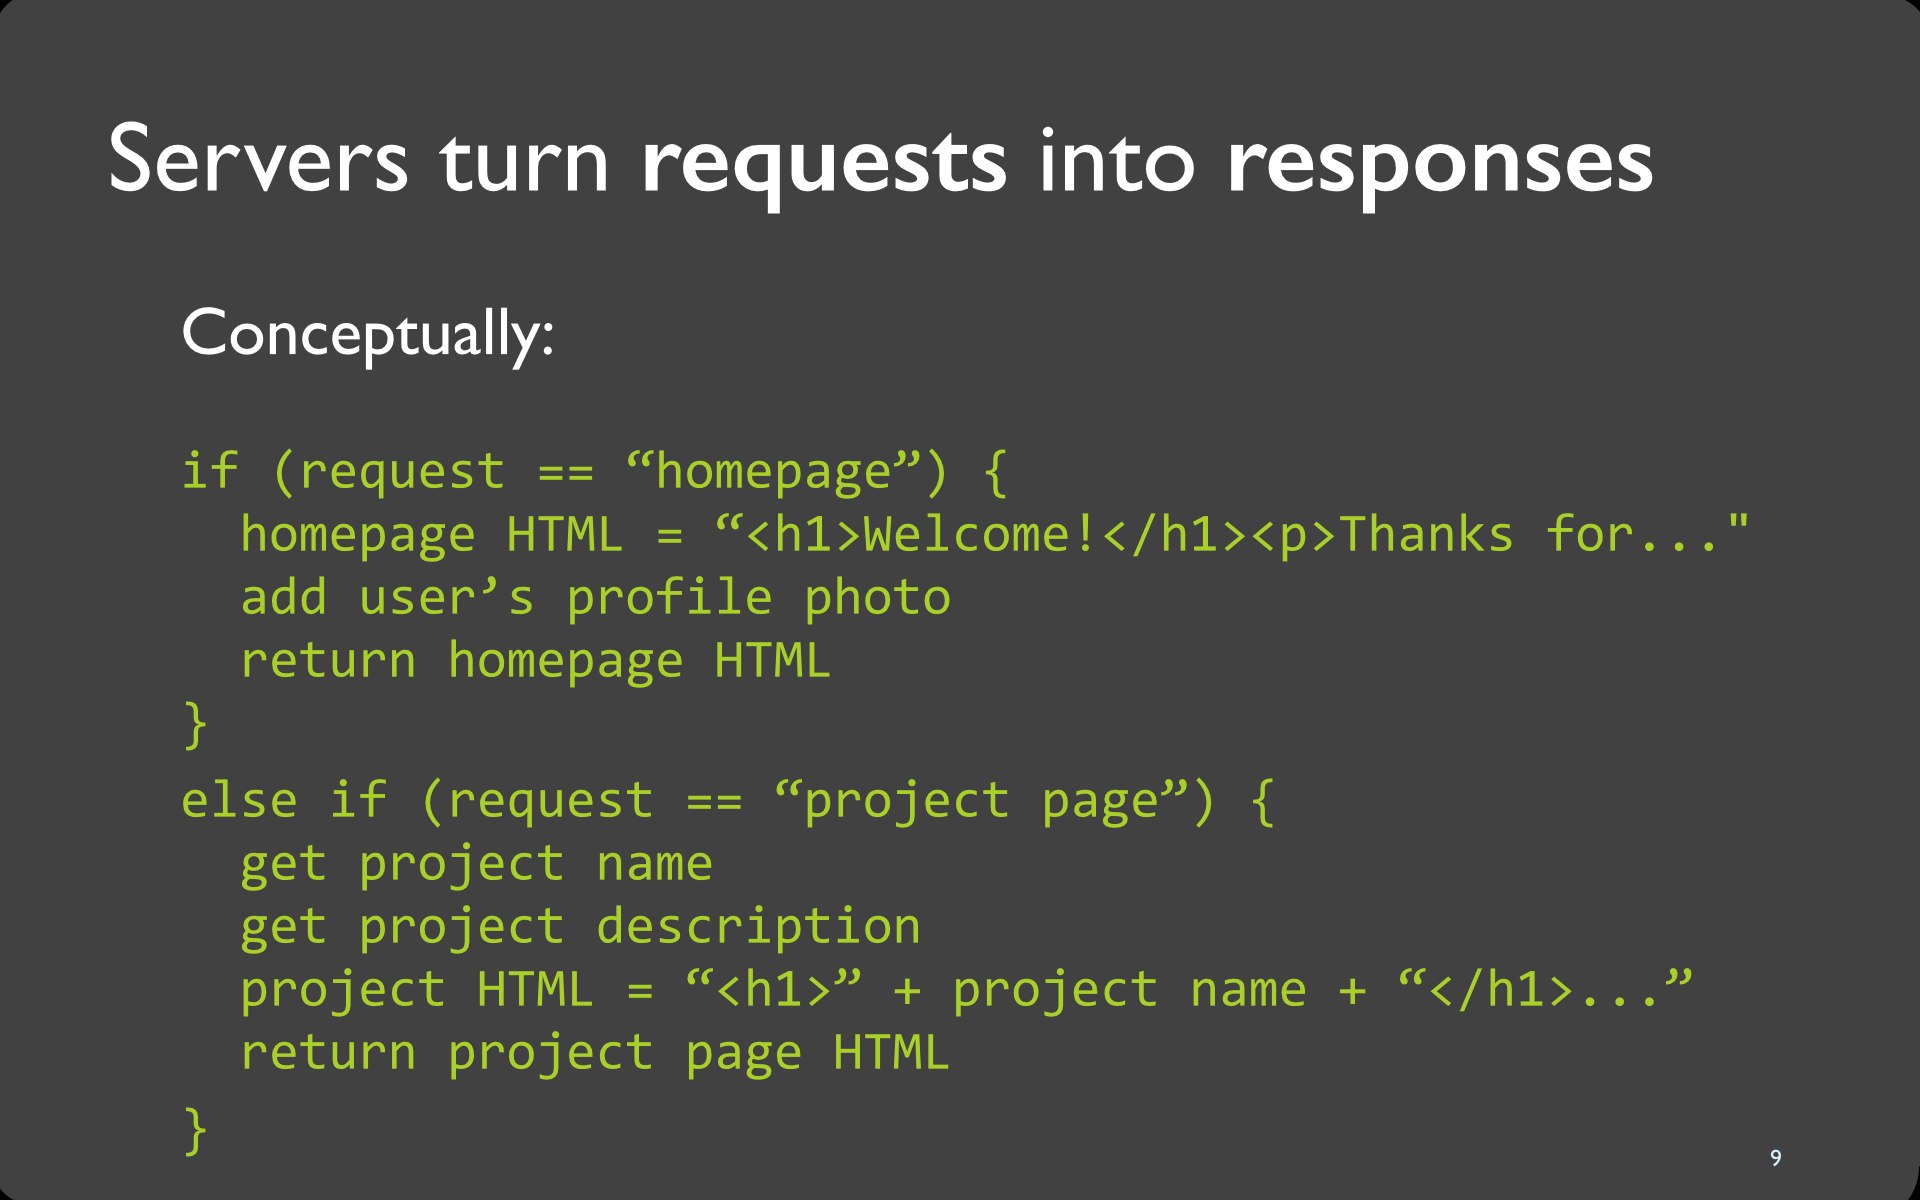 Servers turn requests into responses
Conceptually:
if (request == “homepage”) {
  homepage HTML = “<h1>Welcome!</h1><p>Thanks for..."
  add user’s profile photo
  return homepage HTML
}
else if (request == “project page”) {
  get project name
  get project description
  project HTML = “<h1>” + project name + “</h1>...”
  return project page HTML
}
9